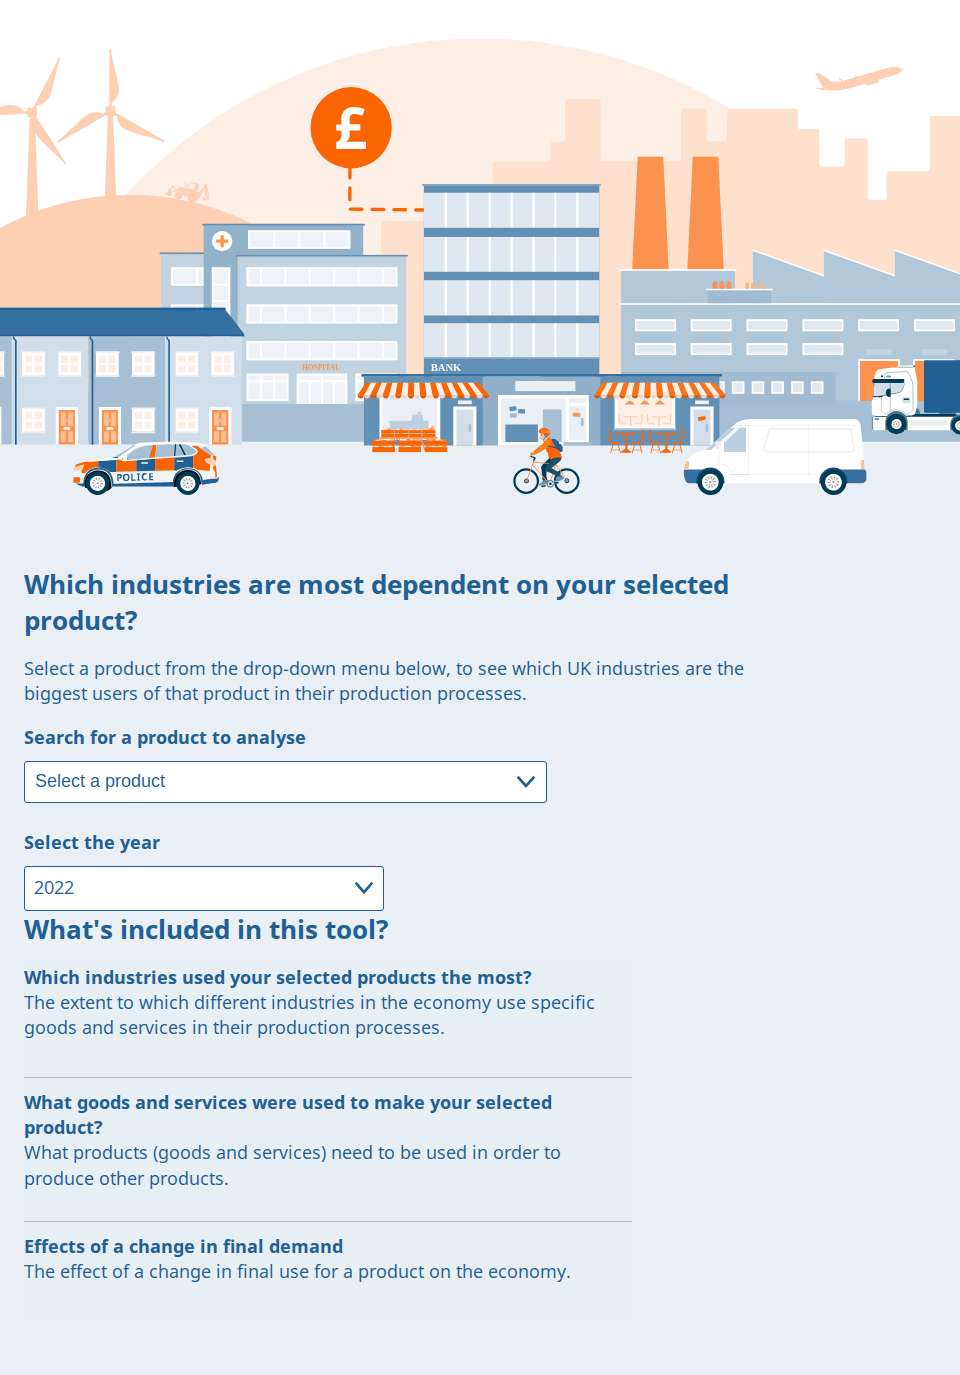 £
HOSPITAL
BANK
POLICE
Which industries are most dependent on your selected
product?
Select a product from the drop-down menu below, to see which UK industries are the
biggest users of that product in their production processes.
Search for a product to analyse
Select a product
Select the year
2022
What's included in this tool?
Which industries used your selected products the most?
The extent to which different industries in the economy use specific
goods and services in their production processes.
What goods and services were used to make your selected
product?
What products (goods and services) need to be used in order to
produce other products.
Effects of a change in final demand
The effect of a change in final use for a product on the economy.